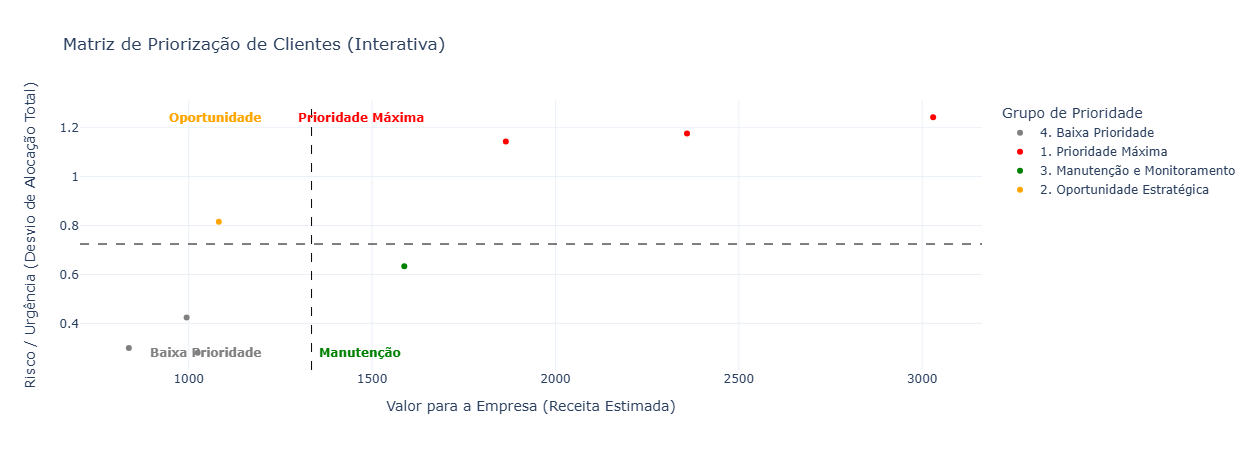 Matriz de Priorização de Clientes (Interativa)
Risco / Urgência (Desvio de Alocação Total)
Oportunidade
Prioridade Máxima
1.2
1
0.8
0.6
0.4
Baixa Prioridade
Manutenção
1000
1500
2000
2500
3000
Valor para a Empresa (Receita Estimada)
Grupo de Prioridade
4. Baixa Prioridade
1. Prioridade Máxima
3. Manutenção e Monitoramento
2. Oportunidade Estratégica